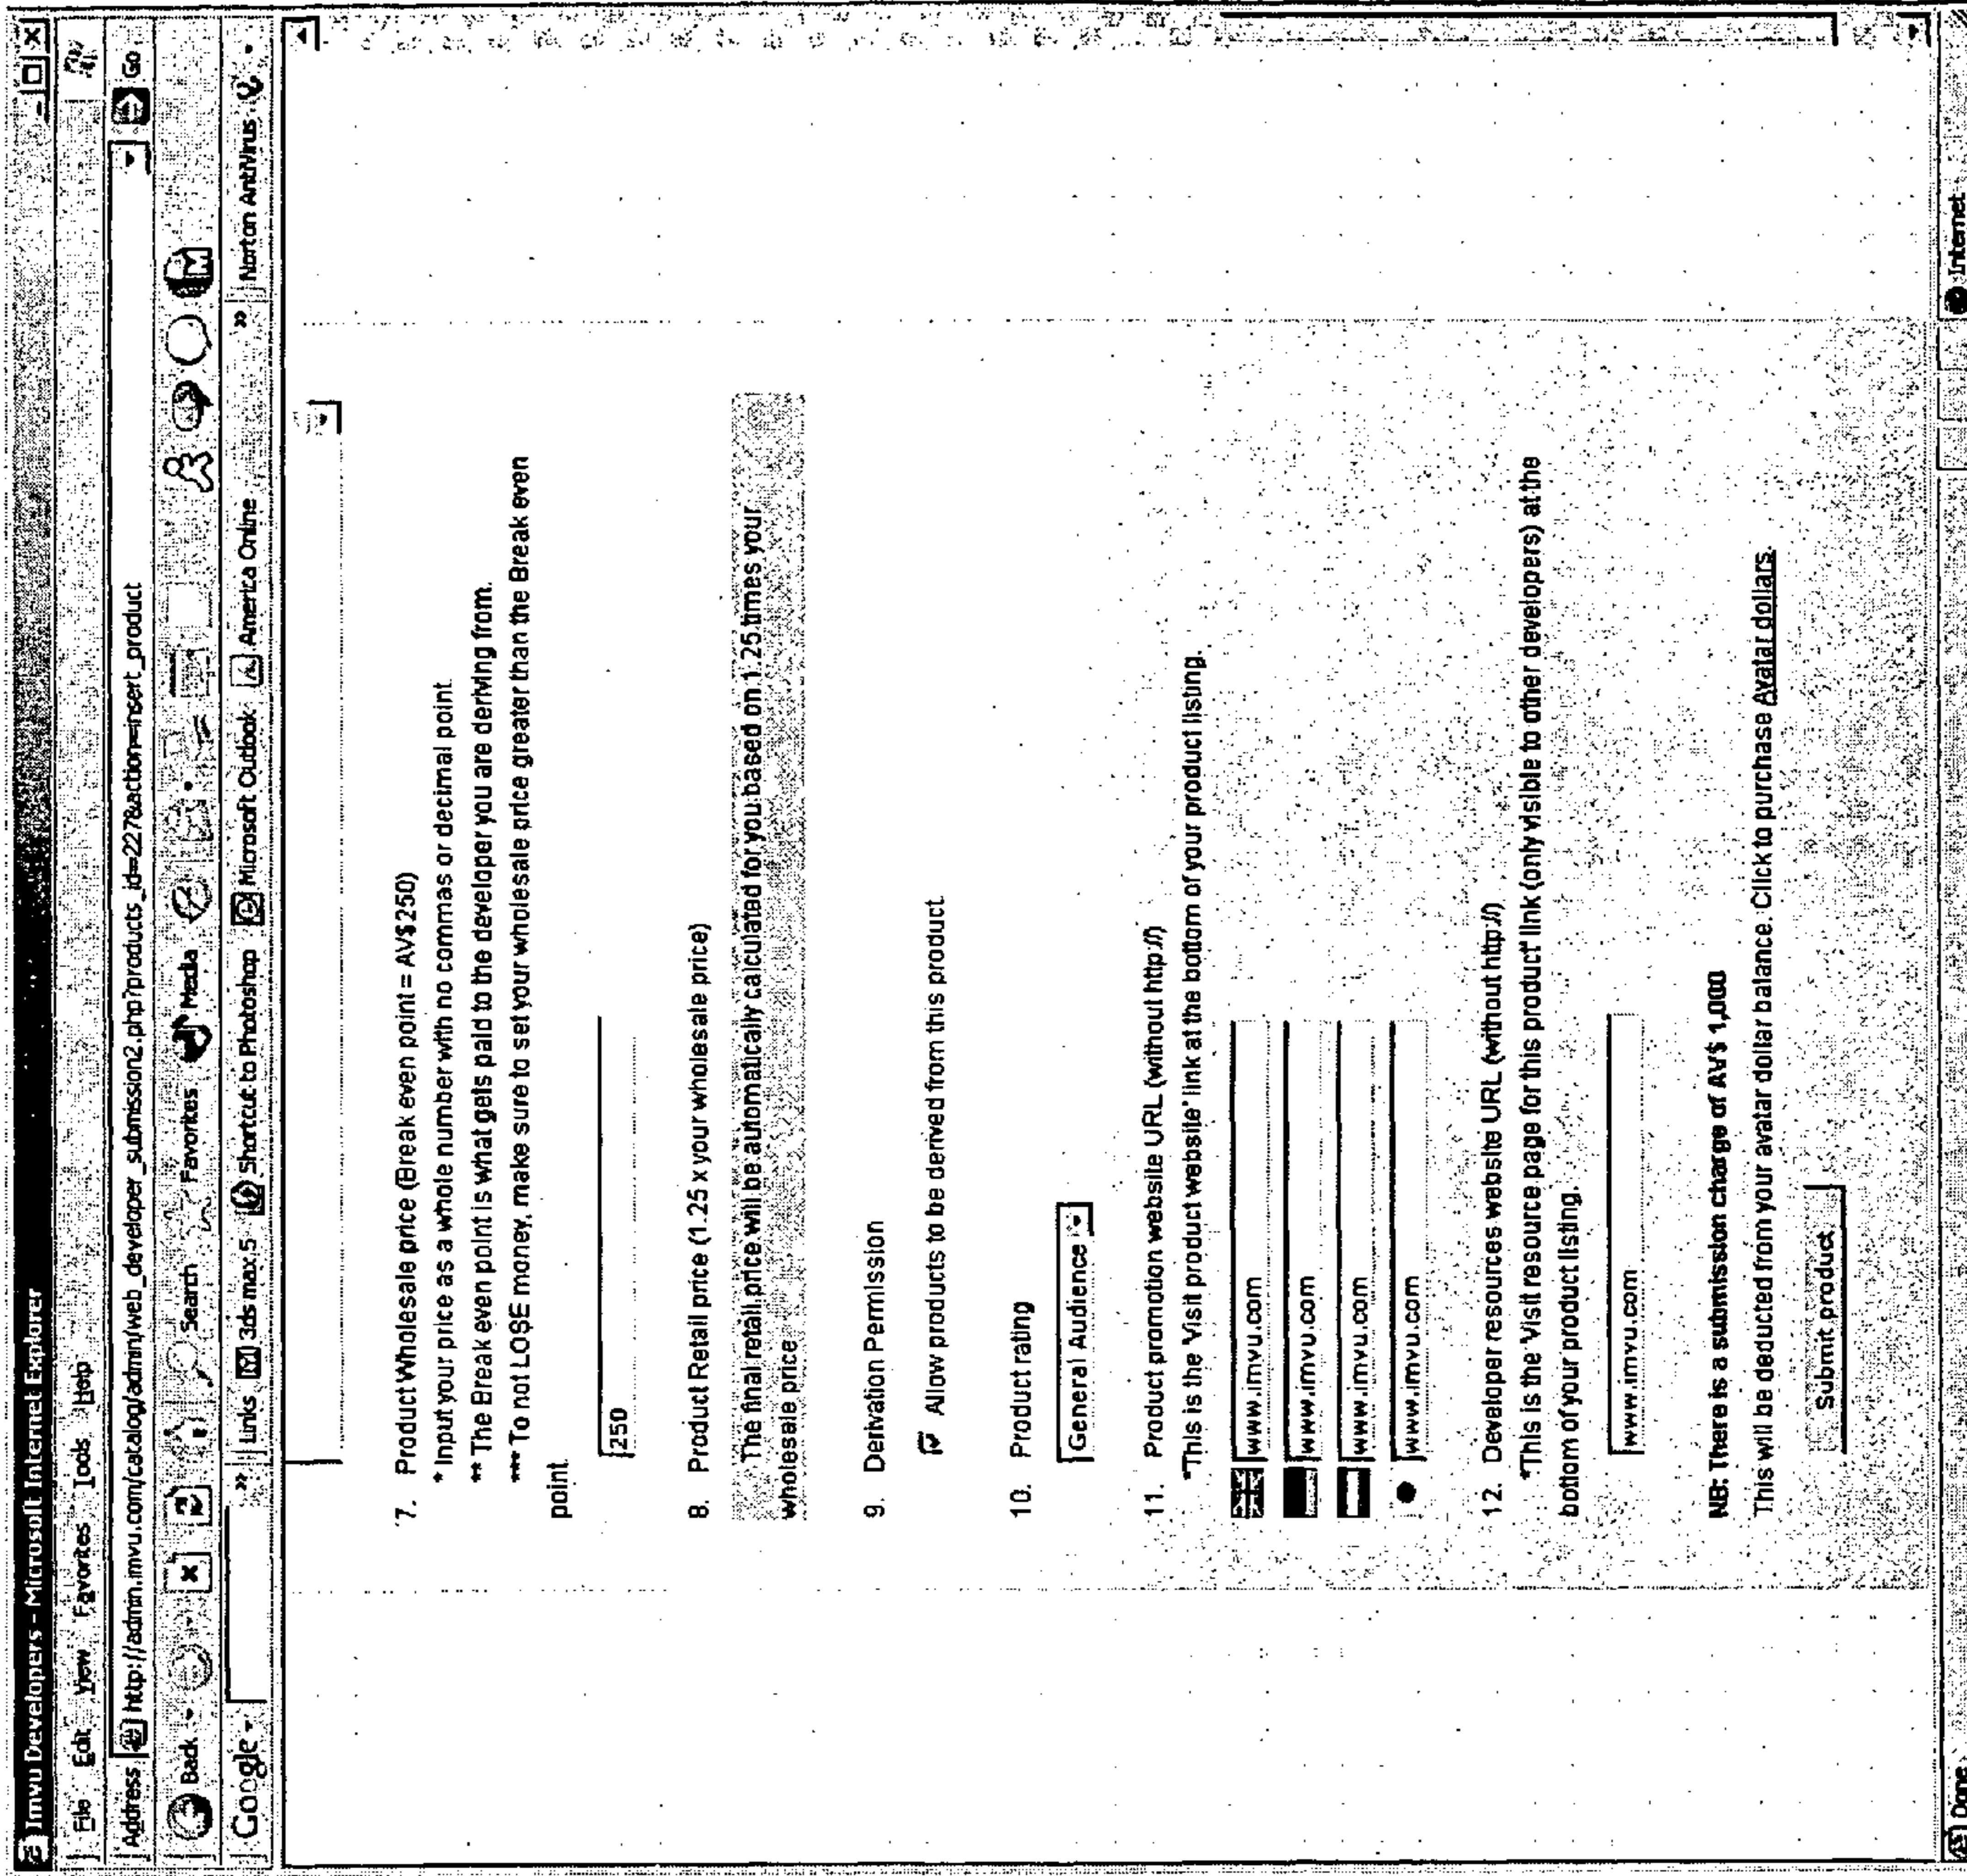 Imvu Developers - Microsoft Internet Explorer
File Edit View Favorites Tools Help
Address http://admin.imvu.com/catalog/admin/web_developer_submission2.php?products_id=227&action=insert_product Go
Back Search Favorites Media
Google Links 3ds max 5 Shortcut to Photoshop Microsoft Outlook America Online Norton AntiVirus
7. Product Wholesale price (Break even point = AV$250)
* Input your price as a whole number with no commas or decimal point
** The Break even point is what gets paid to the developer you are deriving from.
*** To not LOSE money, make sure to set your wholesale price greater than the Break even
point.
250
8. Product Retail price (1.25 x your wholesale price)
The final retail price will be automatically calculated for you based on 1.25 times your
wholesale price
9. Derivation Permission
Allow products to be derived from this product.
10. Product rating
General Audience
11. Product promotion website URL (without http://)
*This is the 'Visit product website' link at the bottom of your product listing.
www.imvu.com
www.imvu.com
www.imvu.com
www.imvu.com
12. Developer resources website URL (without http://)
*This is the 'Visit resource page for this product' link (only visible to other developers) at the
bottom of your product listing.
www.imvu.com
NB: There is a submission charge of AV$ 1,000
This will be deducted from your avatar dollar balance. Click to purchase Avatar dollars.
Submit product
Done Internet